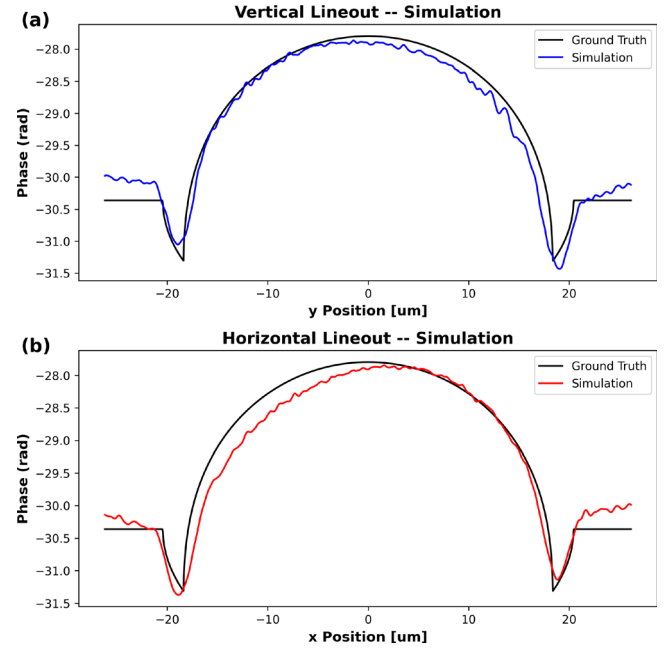 (a)
Vertical Lineout -- Simulation
Ground Truth
Simulation
Phase (rad)
−28.0
−28.5
−29.0
−29.5
−30.0
−30.5
−31.0
−31.5
−20
−10
0
10
20
y Position [um]
(b)
Horizontal Lineout -- Simulation
Ground Truth
Simulation
Phase (rad)
−28.0
−28.5
−29.0
−29.5
−30.0
−30.5
−31.0
−31.5
−20
−10
0
10
20
x Position [um]